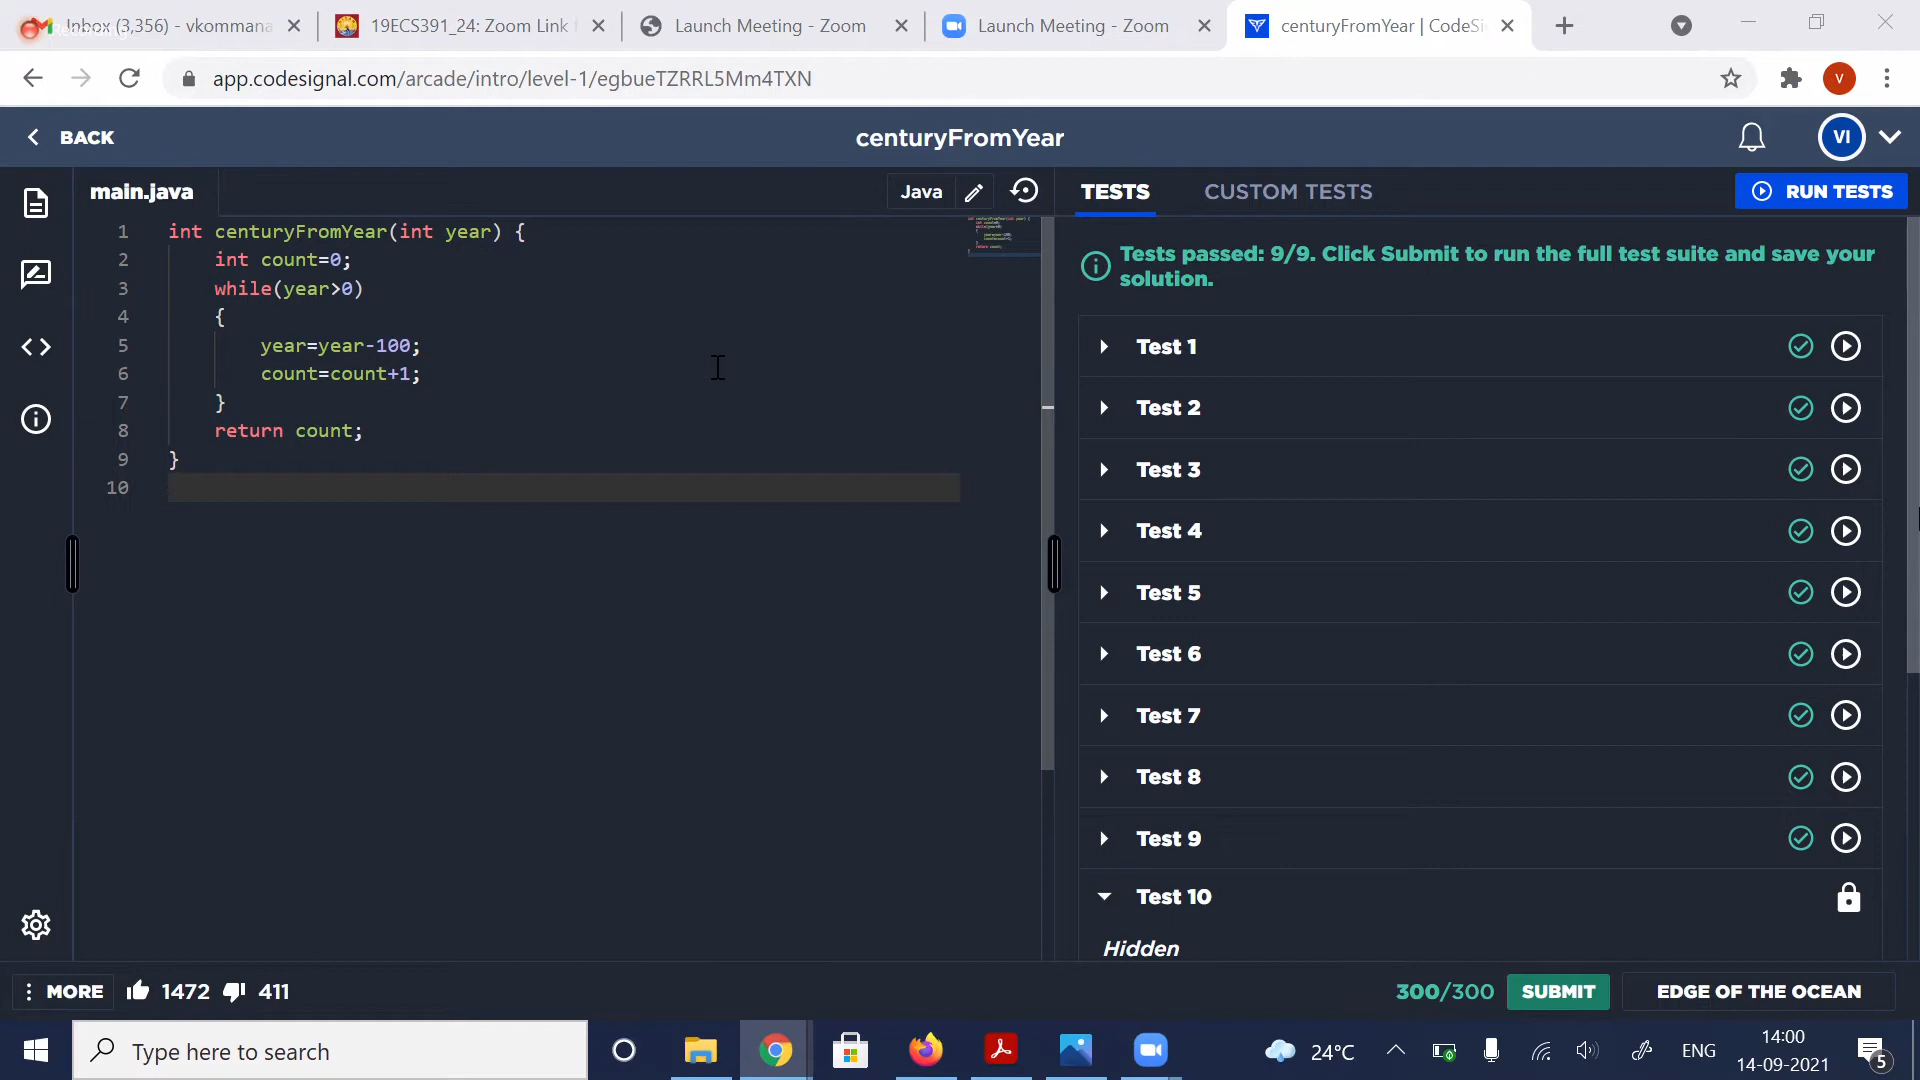 Inbox (3,356) - vkommana
19ECS391_24: Zoom Link
Launch Meeting - Zoom
Launch Meeting - Zoom
centuryFromYear | CodeSi
app.codesignal.com/arcade/intro/level-1/egbueTZRRL5Mm4TXN
V
BACK
centuryFromYear
VI
main.java
Java
TESTS
CUSTOM TESTS
RUN TESTS
1 int centuryFromYear(int year) {
2 int count=0;
3 while(year>0)
4 {
5 year=year-100;
6 count=count+1;
7 }
8 return count;
9 }
10
Tests passed: 9/9. Click Submit to run the full test suite and save your
solution.
Test 1
Test 2
Test 3
Test 4
Test 5
Test 6
Test 7
Test 8
Test 9
Test 10
Hidden
MORE
1472
411
300/300
SUBMIT
EDGE OF THE OCEAN
Type here to search
24°C
ENG
14:00
14-09-2021
5